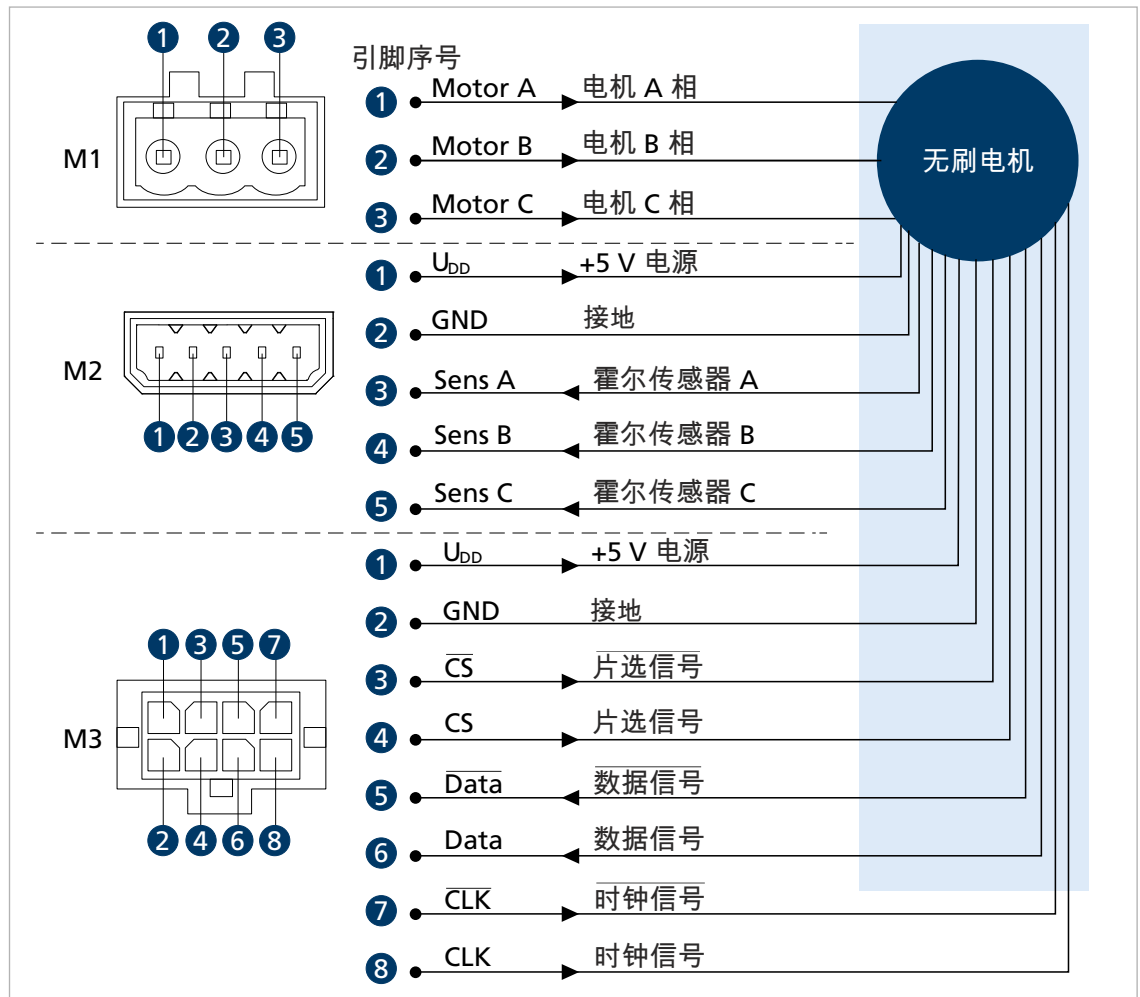 1 2 3
M1
引脚序号
1 Motor A 电机 A 相
2 Motor B 电机 B 相
3 Motor C 电机 C 相
无刷电机
M2
1 2 3 4 5
1 UDD +5 V 电源
2 GND 接地
3 Sens A 霍尔传感器 A
4 Sens B 霍尔传感器 B
5 Sens C 霍尔传感器 C
1 3 5 7
M3
2 4 6 8
1 UDD +5 V 电源
2 GND 接地
3 C̅S̅ 片̅选̅信̅号̅
4 CS 片选信号
5 D̅a̅t̅a̅ 数̅据̅信̅号̅
6 Data 数据信号
7 C̅L̅K̅ 时̅钟̅信̅号̅
8 CLK 时钟信号